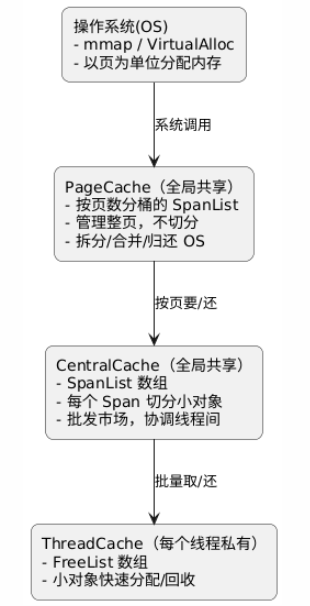 操作系统(OS)
- mmap / VirtualAlloc
- 以页为单位分配内存
系统调用
PageCache（全局共享）
- 按页数分桶的 SpanList
- 管理整页，不切分
- 拆分/合并/归还 OS
按页要/还
CentralCache（全局共享）
- SpanList 数组
- 每个 Span 切分小对象
- 批发市场，协调线程间
批量取/还
ThreadCache（每个线程私有）
- FreeList 数组
- 小对象快速分配/回收